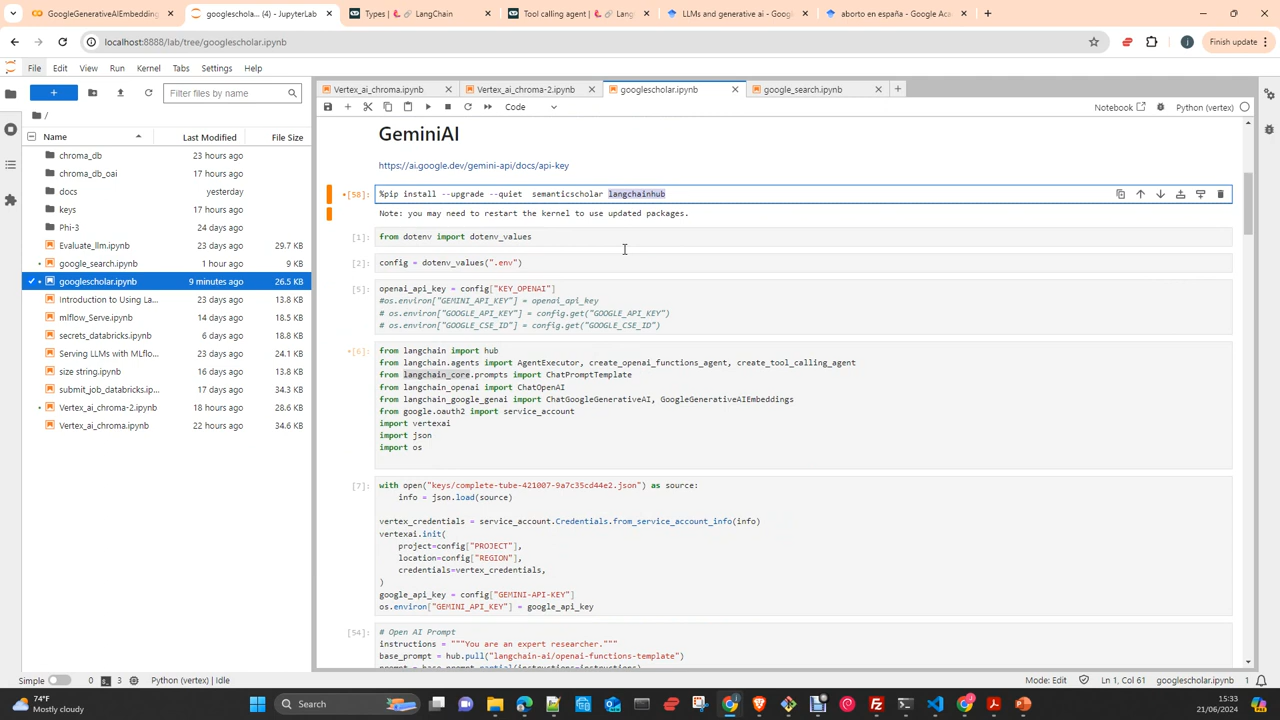 GoogleGenerativeAIEmbedding
googleschola... (4) - JupyterLab
Types | 🦜️🔗 LangChain
Tool calling agent | 🦜️🔗 Lang
LLMs and generative ai - Goo
aborto en españa - Google Aca
localhost:8888/lab/tree/googlescholar.ipynb
Finish update
File Edit View Run Kernel Tabs Settings Help
Filter files by name
Vertex_ai_chroma.ipynb
Vertex_ai_chroma-2.ipynb
googlescholar.ipynb
google_search.ipynb
Code
Notebook
Python (vertex)
/
Name Last Modified File Size
chroma_db 23 hours ago
chroma_db_oai 17 hours ago
docs yesterday
keys 22 hours ago
Phi-3 22 days ago
Evaluate_llm.ipynb 23 days ago 29.7 KB
google_search.ipynb 1 hour ago 9 KB
googlescholar.ipynb 9 minutes ago 26.5 KB
Introduction to Using La... 23 days ago 13.8 KB
mlflow_Serve.ipynb 14 days ago 18.5 KB
secrets_databricks.ipynb 6 days ago 18.8 KB
Serving LLMs with MLflo... 23 days ago 24.1 KB
size string.ipynb 16 days ago 13.8 KB
submit_job_databricks.ip... 17 days ago 34.3 KB
Vertex_ai_chroma-2.ipynb 18 hours ago 28.6 KB
Vertex_ai_chroma.ipynb 22 hours ago 34.6 KB
GeminiAI
https://ai.google.dev/gemini-api/docs/api-key
[58]: %pip install --upgrade --quiet semanticscholar langchainhub
Note: you may need to restart the kernel to use updated packages.
[1]: from dotenv import dotenv_values
[2]: config = dotenv_values(".env")
[5]: openai_api_key = config["KEY_OPENAI"]
#os.environ["GEMINI_API_KEY"] = openai_api_key
# os.environ["GOOGLE_API_KEY"] = config.get("GOOGLE_API_KEY")
# os.environ["GOOGLE_CSE_ID"] = config.get("GOOGLE_CSE_ID")
[6]: from langchain import hub
from langchain.agents import AgentExecutor, create_openai_functions_agent, create_tool_calling_agent
from langchain_core.prompts import ChatPromptTemplate
from langchain_openai import ChatOpenAI
from langchain_google_genai import ChatGoogleGenerativeAI, GoogleGenerativeAIEmbeddings
from google.oauth2 import service_account
import vertexai
import json
import os
[7]: with open("keys/complete-tube-421007-9a7c35cd44e2.json") as source:
info = json.load(source)
vertex_credentials = service_account.Credentials.from_service_account_info(info)
vertexai.init(
project=config["PROJECT"],
location=config["REGION"],
credentials=vertex_credentials,
)
google_api_key = config["GEMINI-API-KEY"]
os.environ["GEMINI_API_KEY"] = google_api_key
[54]: # Open AI Prompt
instructions = """You are an expert researcher."""
base_prompt = hub.pull("langchain-ai/openai-functions-template")
prompt = base_prompt.partial(instructions=instructions)
Simple 0 3 Python (vertex) | Idle
Mode: Edit Ln 1, Col 61 googlescholar.ipynb 1
74°F
Mostly cloudy
Search
15:33
21/06/2024